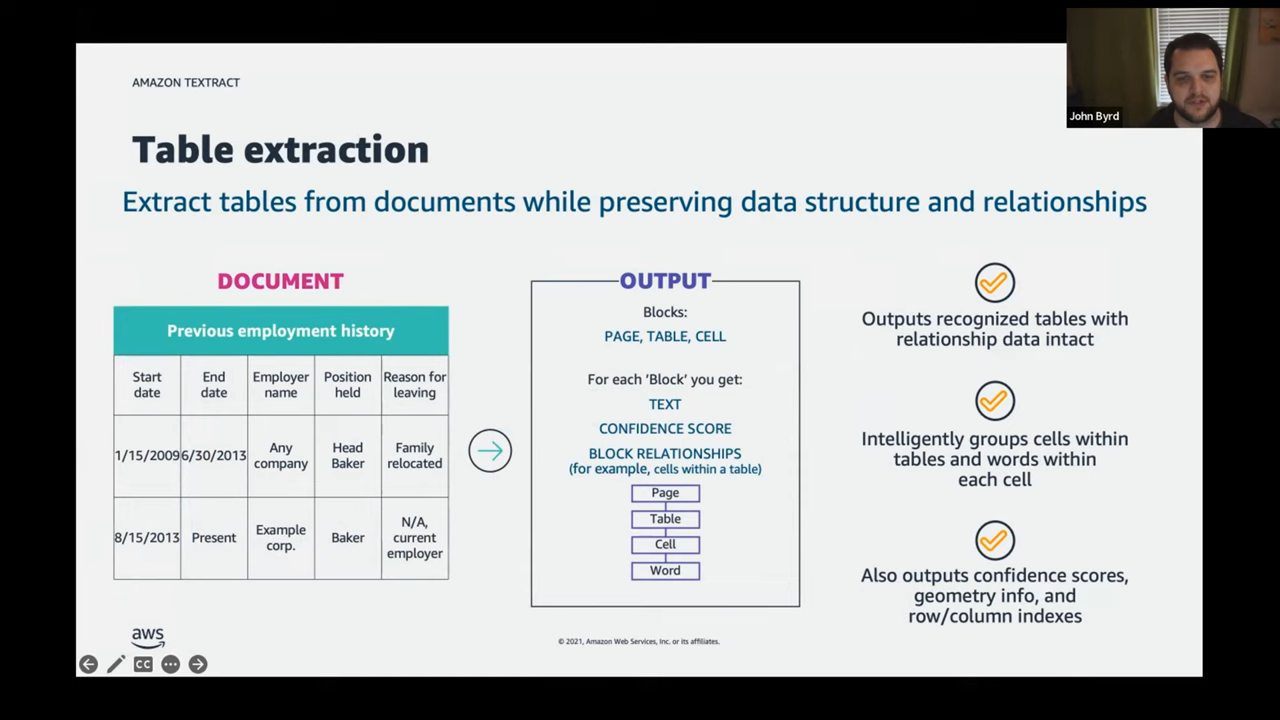 AMAZON TEXTRACT
John Byrd
Table extraction
Extract tables from documents while preserving data structure and relationships
DOCUMENT
Previous employment history
Start date
End date
Employer name
Position held
Reason for leaving
1/15/2009
6/30/2013
Any company
Head Baker
Family relocated
8/15/2013
Present
Example corp.
Baker
N/A, current employer
OUTPUT
Blocks:
PAGE, TABLE, CELL
For each ‘Block’ you get:
TEXT
CONFIDENCE SCORE
BLOCK RELATIONSHIPS
(for example, cells within a table)
Page
Table
Cell
Word
Outputs recognized tables with
relationship data intact
Intelligently groups cells within
tables and words within
each cell
Also outputs confidence scores,
geometry info, and
row/column indexes
aws
© 2021, Amazon Web Services, Inc. or its affiliates.
CC